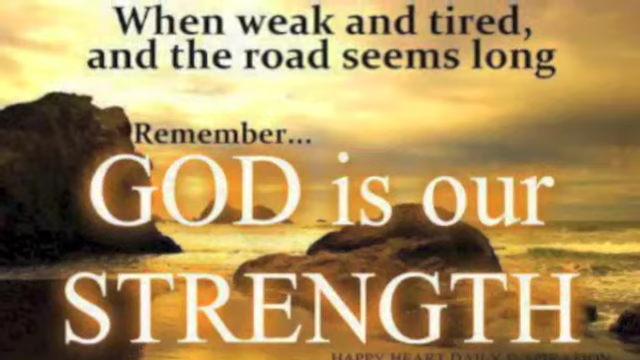 When weak and tired,
and the road seems long
Remember...
GOD is our
STRENGTH
HAPPY HEART DAILY